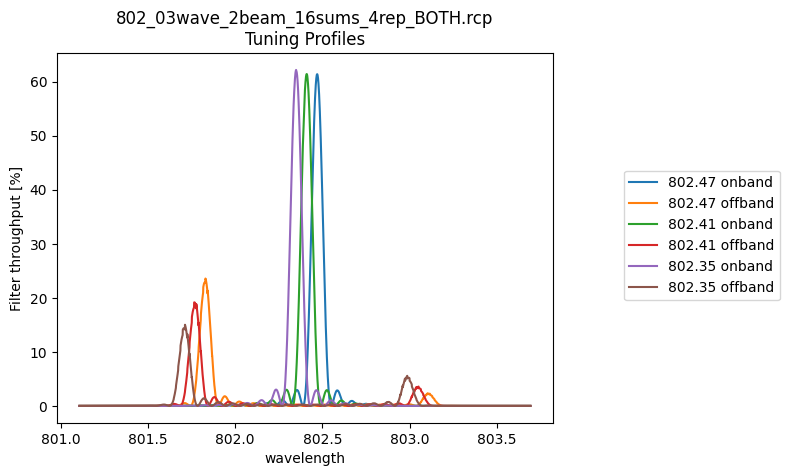 802_03wave_2beam_16sums_4rep_BOTH.rcp
Tuning Profiles
Filter throughput [%]
60
50
40
30
20
10
0
801.0 801.5 802.0 802.5 803.0 803.5
wavelength
802.47 onband
802.47 offband
802.41 onband
802.41 offband
802.35 onband
802.35 offband